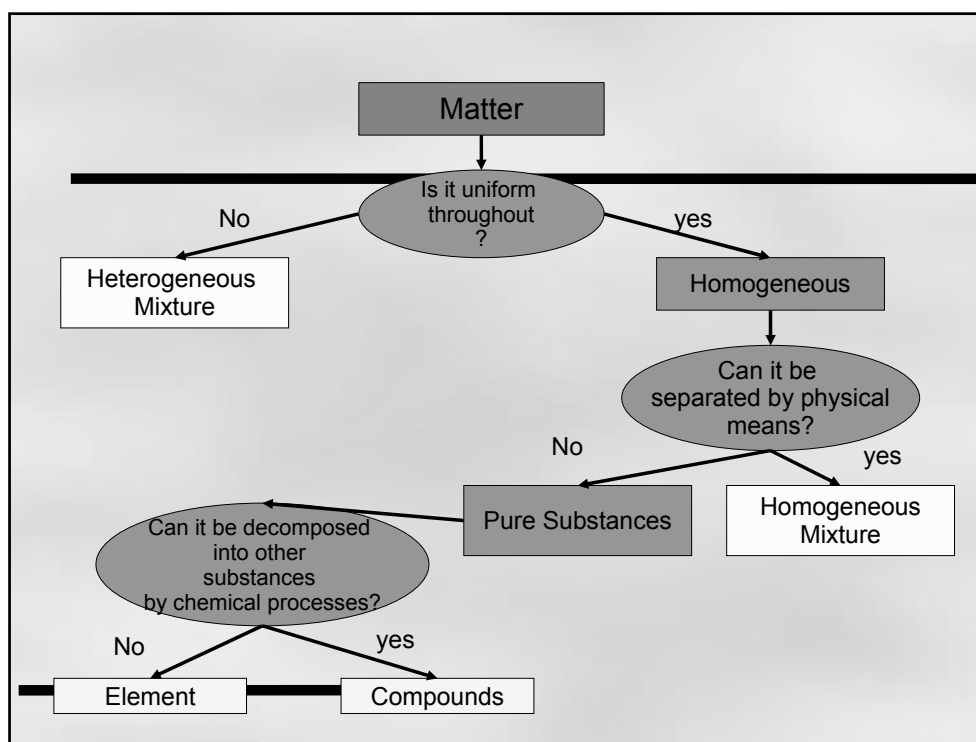 Matter
Is it uniform
throughout
?
No
yes
Heterogeneous
Mixture
Homogeneous
Can it be
separated by physical
means?
No
yes
Pure Substances
Homogeneous
Mixture
Can it be decomposed
into other
substances
by chemical processes?
No
yes
Element
Compounds